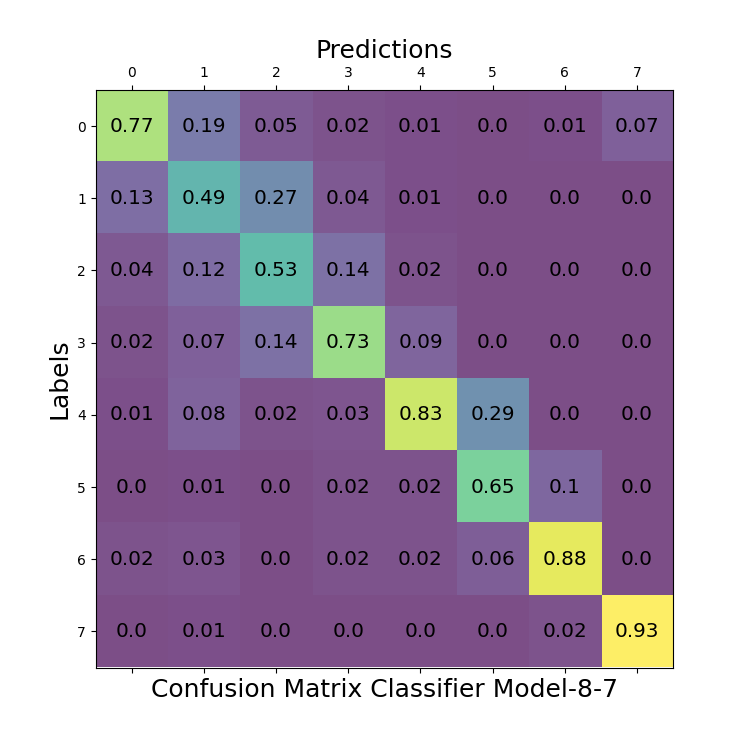 Predictions
0 1 2 3 4 5 6 7
0 0.77 0.19 0.05 0.02 0.01 0.0 0.01 0.07
1 0.13 0.49 0.27 0.04 0.01 0.0 0.0 0.0
2 0.04 0.12 0.53 0.14 0.02 0.0 0.0 0.0
Labels
3 0.02 0.07 0.14 0.73 0.09 0.0 0.0 0.0
4 0.01 0.08 0.02 0.03 0.83 0.29 0.0 0.0
5 0.0 0.01 0.0 0.02 0.02 0.65 0.1 0.0
6 0.02 0.03 0.0 0.02 0.02 0.06 0.88 0.0
7 0.0 0.01 0.0 0.0 0.0 0.0 0.02 0.93
Confusion Matrix Classifier Model-8-7